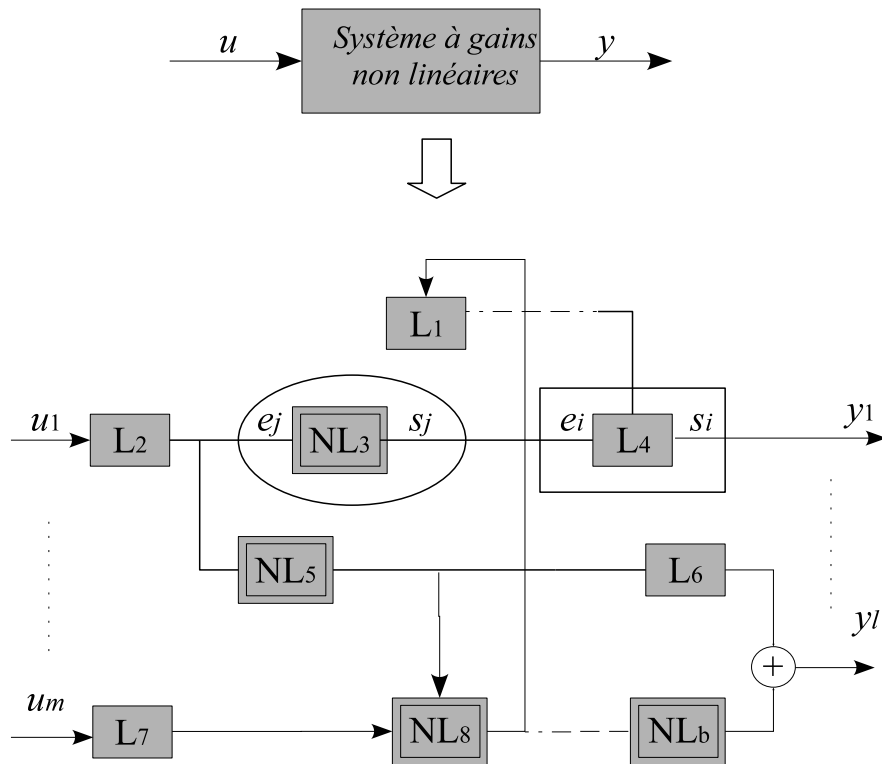 u
Système à gains
non linéaires
y
L1
u1
L2
ej
NL3
sj
ei
L4
si
y1
NL5
L6
um
L7
NL8
NLb
+
yl